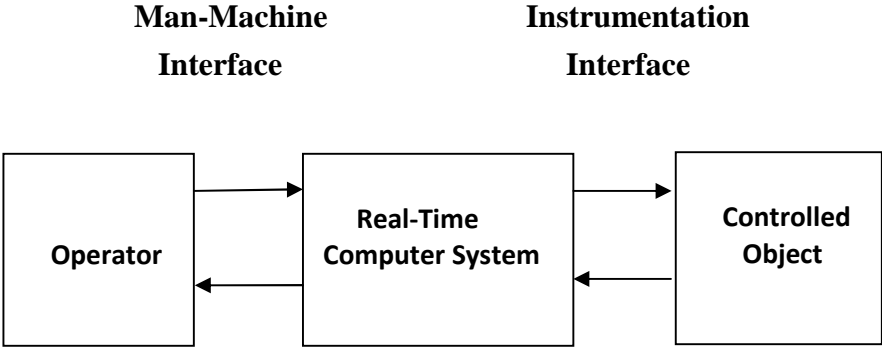 Man-Machine
Interface
Instrumentation
Interface
Operator
Real-Time
Computer System
Controlled
Object